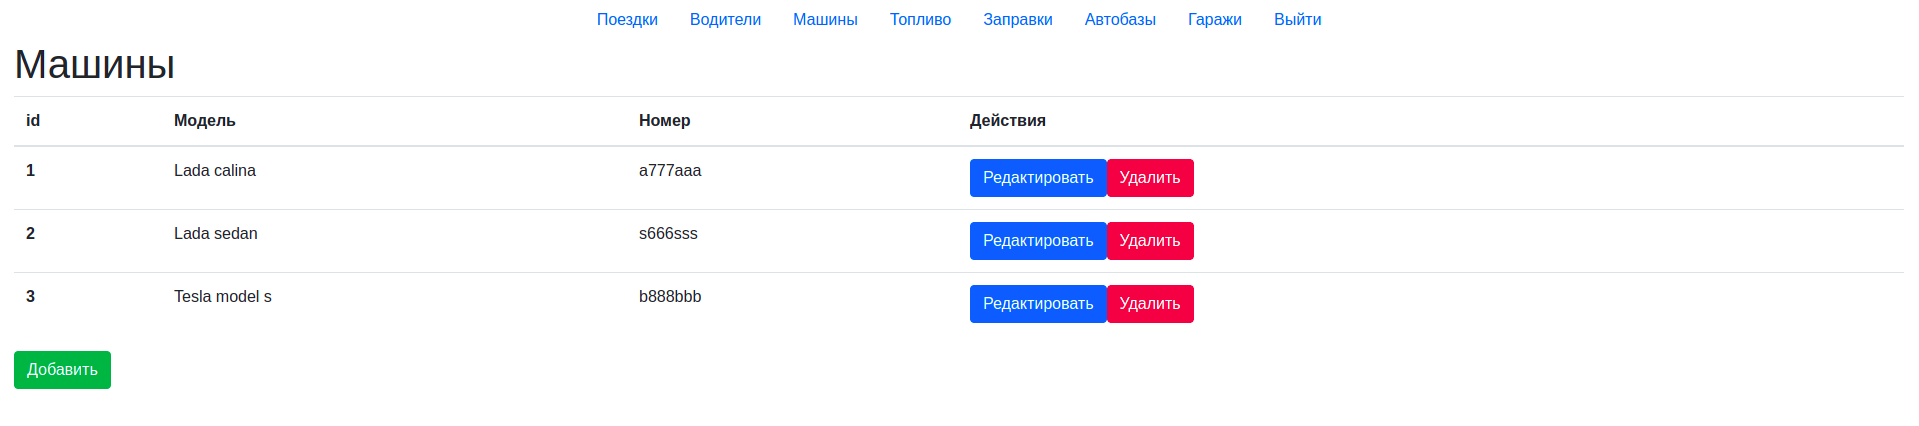 Поездки Водители Машины Топливо Заправки Автобазы Гаражи Выйти
Машины
id Модель Номер Действия
1 Lada calina a777aaa Редактировать Удалить
2 Lada sedan s666sss Редактировать Удалить
3 Tesla model s b888bbb Редактировать Удалить
Добавить